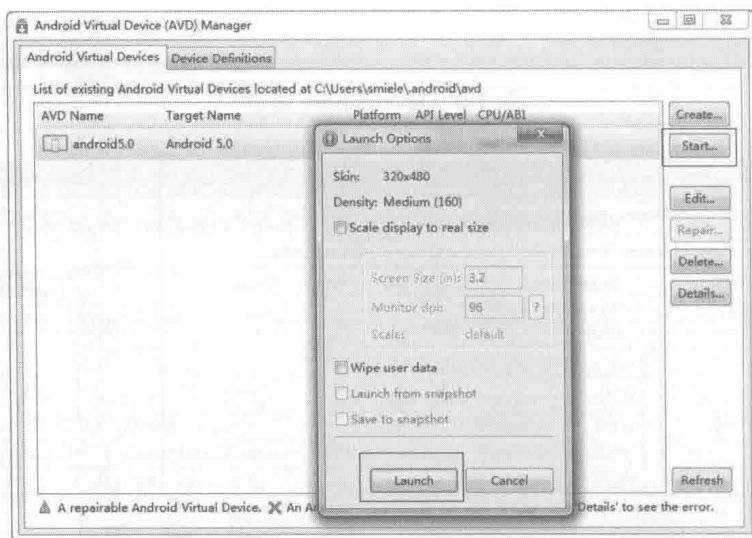 Android Virtual Device (AVD) Manager
Android Virtual Devices Device Definitions
List of existing Android Virtual Devices located at C:\Users\smiele\.android\avd
AVD Name Target Name Platform API Level CPU/ABI
android5.0 Android 5.0
Create...
Start...
Edit...
Repair...
Delete...
Details...
Refresh
Launch Options
Skin: 320x480
Density: Medium (160)
Scale display to real size
Screen Size (in): 3.2
Monitor dpi: 96 ?
Scale: default
Wipe user data
Launch from snapshot
Save to snapshot
Launch Cancel
A repairable Android Virtual Device. An A
'Details' to see the error.